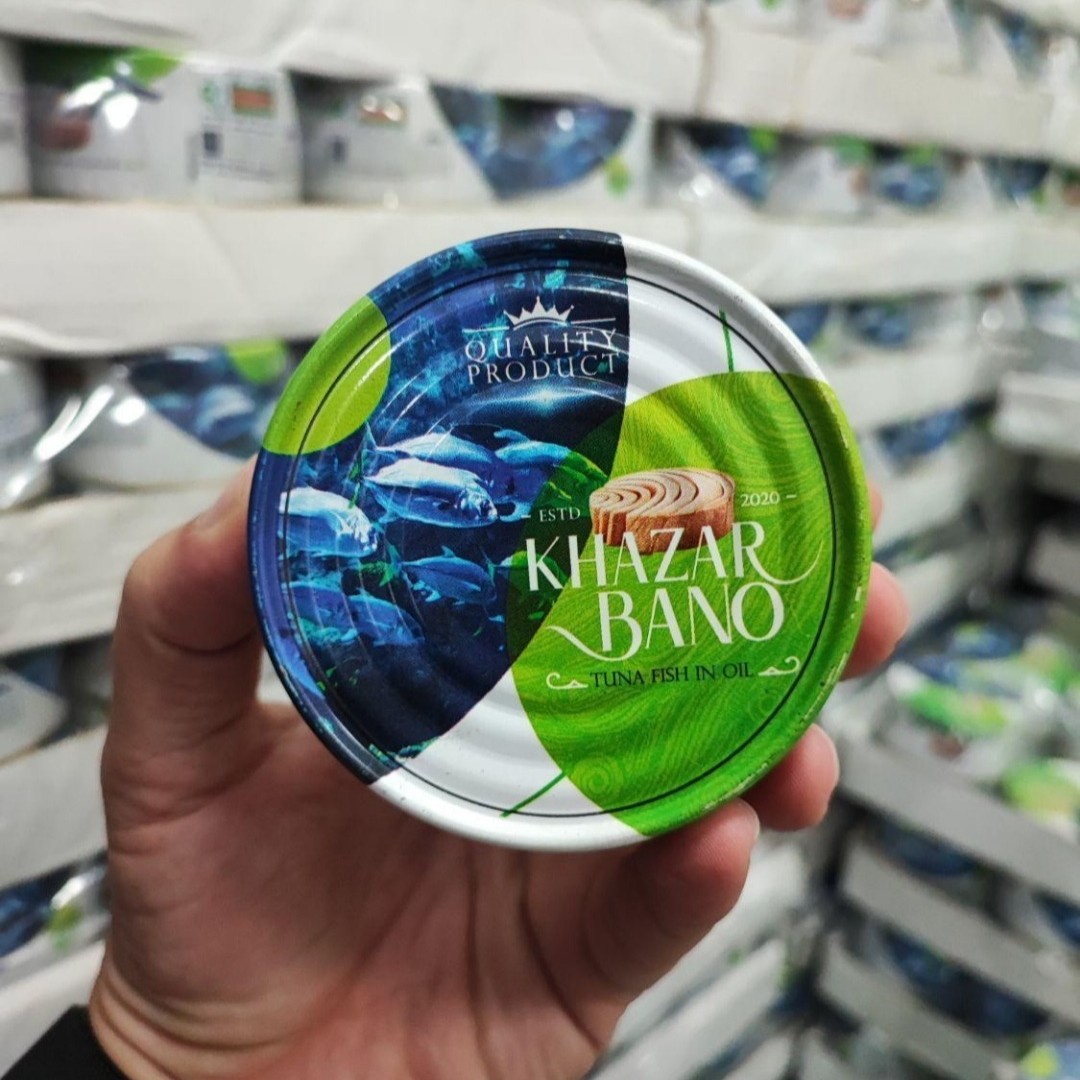 QUALITY
PRODUCT
ESTD 2020 –
KHAZAR
BANO
TUNA FISH IN OIL